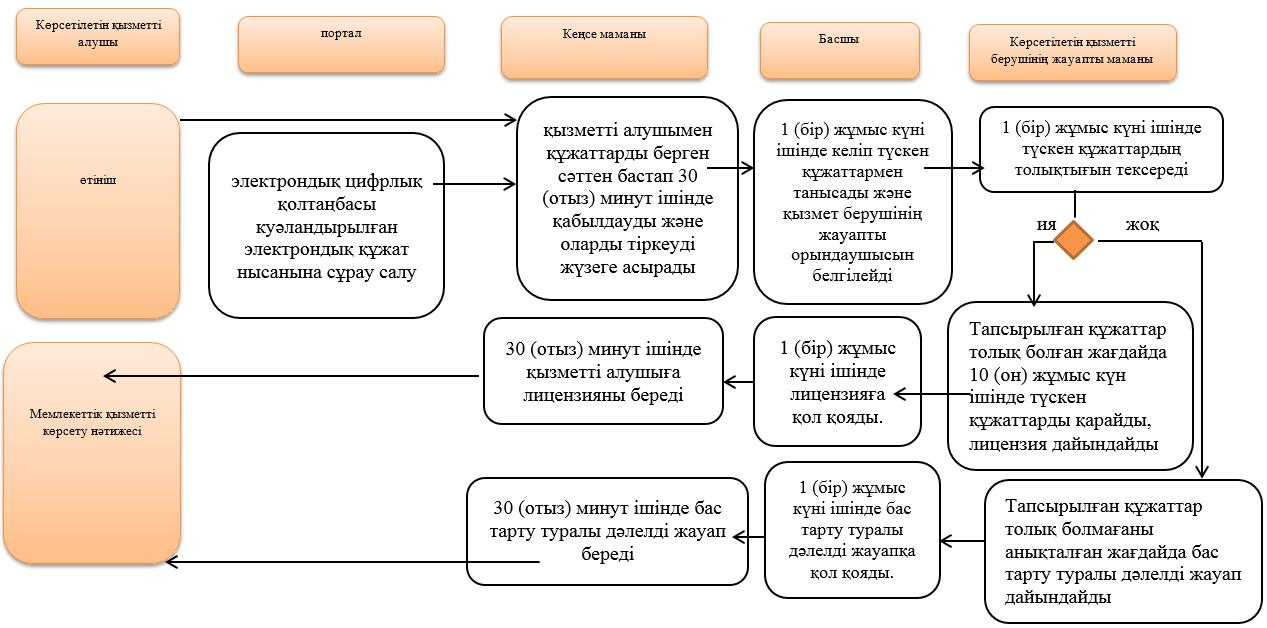 Көрсетілетін қызметті
алушы
портал
Кеңсе маманы
Басшы
Көрсетілетін қызметті
берушінің жауапты маманы
өтініш
электрондық цифрлық
қолтаңбасы
куәландырылған
электрондық құжат
нысанына сұрау салу
қызметті алушымен
құжаттарды берген
сәттен бастап 30
(отыз) минут ішінде
қабылдауды және
оларды тіркеуді
жүзеге асырады
1 (бір) жұмыс күні
ішінде келіп түскен
құжаттармен
танысады және
қызмет берушінің
жауапты
орындаушысын
белгілейді
1 (бір) жұмыс күні ішінде
түскен құжаттардың
толықтығын тексереді
ия
жоқ
Тапсырылған құжаттар
толық болған жағдайда
10 (он) жұмыс күн
ішінде түскен
құжаттарды қарайды,
лицензия дайындайды
1 (бір) жұмыс
күні ішінде
лицензияға
қол қояды.
30 (отыз) минут ішінде
қызметті алушыға
лицензияны береді
Мемлекеттік қызметті
көрсету нәтижесі
Тапсырылған құжаттар
толық болмағаны
анықталған жағдайда бас
тарту туралы дәлелді жауап
дайындайды
1 (бір) жұмыс
күні ішінде бас
тарту туралы
дәлелді жауапқа
қол қояды.
30 (отыз) минут ішінде бас
тарту туралы дәлелді жауап
береді